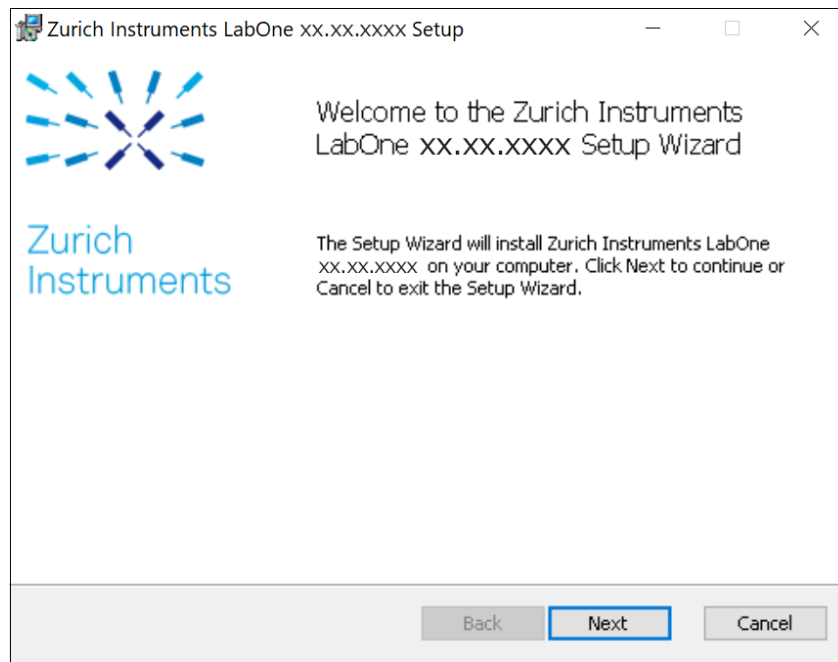 Zurich Instruments LabOne xx.xx.xxxx Setup
Welcome to the Zurich Instruments
LabOne xx.xx.xxxx Setup Wizard
Zurich
Instruments
The Setup Wizard will install Zurich Instruments LabOne
xx.xx.xxxx on your computer. Click Next to continue or
Cancel to exit the Setup Wizard.
Back Next Cancel